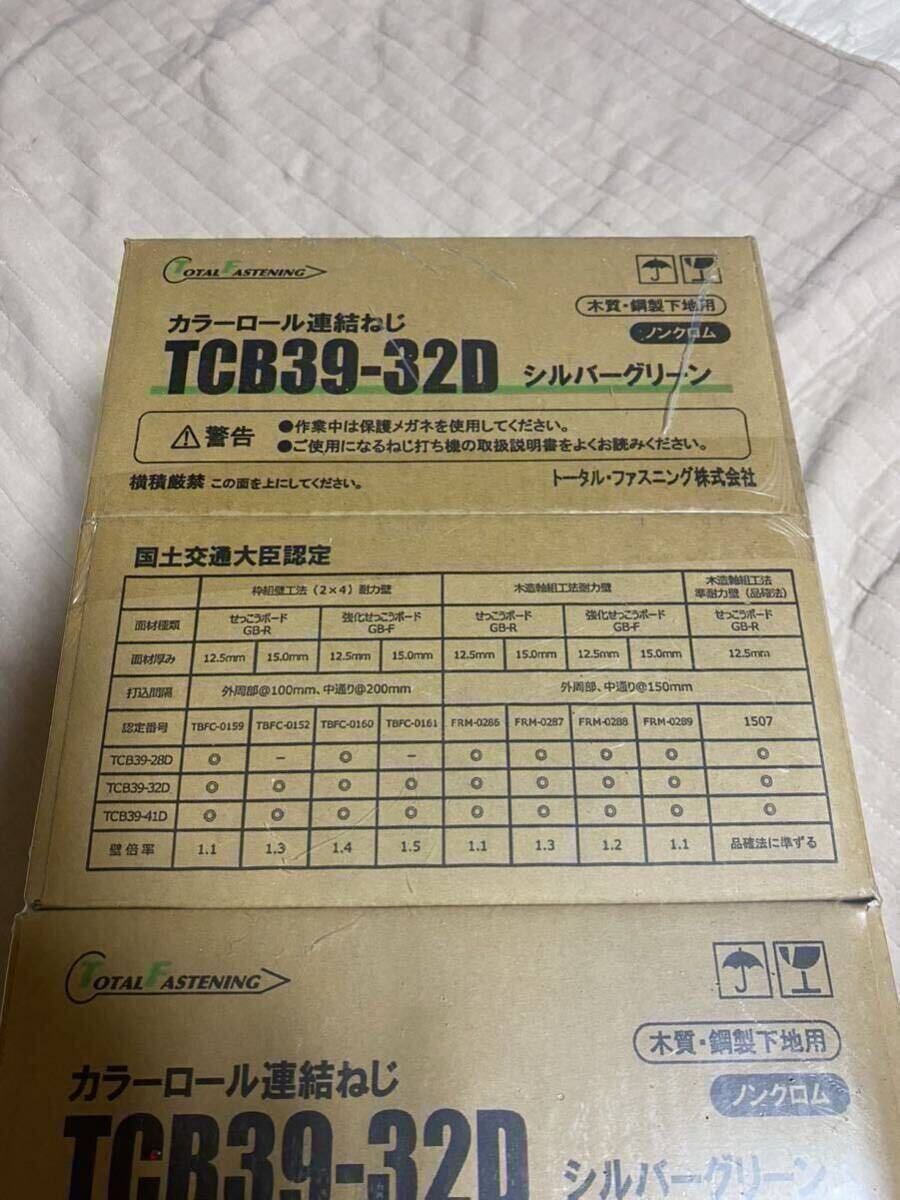 TOTAL FASTENING
木質・鋼製下地用
カラーロール連結ねじ
ノンクロム
TCB39-32D シルバーグリーン
警告
●作業中は保護メガネを使用してください。
●ご使用になるねじ打ち機の取扱説明書をよくお読みください。
横積厳禁 この面を上にしてください。
トータル・ファスニング株式会社
国土交通大臣認定
枠組壁工法(2×4)耐力壁 木造軸組工法耐力壁 木造軸組工法 準耐力壁(品確法)
面材種類 せっこうボード GB-R 強化せっこうボード GB-F せっこうボード GB-R 強化せっこうボード GB-F せっこうボード GB-R
面材厚み 12.5mm 15.0mm 12.5mm 15.0mm 12.5mm 15.0mm 12.5mm 15.0mm 12.5mm
打込間隔 外周部@100mm、中通り@200mm 外周部、中通り@150mm
認定番号 TBFC-0159 TBFC-0152 TBFC-0160 TBFC-0161 FRM-0286 FRM-0287 FRM-0288 FRM-0289 1507
TCB39-28D ◎ − ◎ − ◎ ◎ ◎ ◎ ◎
TCB39-32D ◎ ◎ ◎ ◎ ◎ ◎ ◎ ◎ ◎
TCB39-41D ◎ ◎ ◎ ◎ ◎ ◎ ◎ ◎ ◎
壁倍率 1.1 1.3 1.4 1.5 1.1 1.3 1.2 1.1 品確法に準ずる
TOTAL FASTENING
木質・鋼製下地用
カラーロール連結ねじ
ノンクロム
TCB39-32D シルバーグリーン